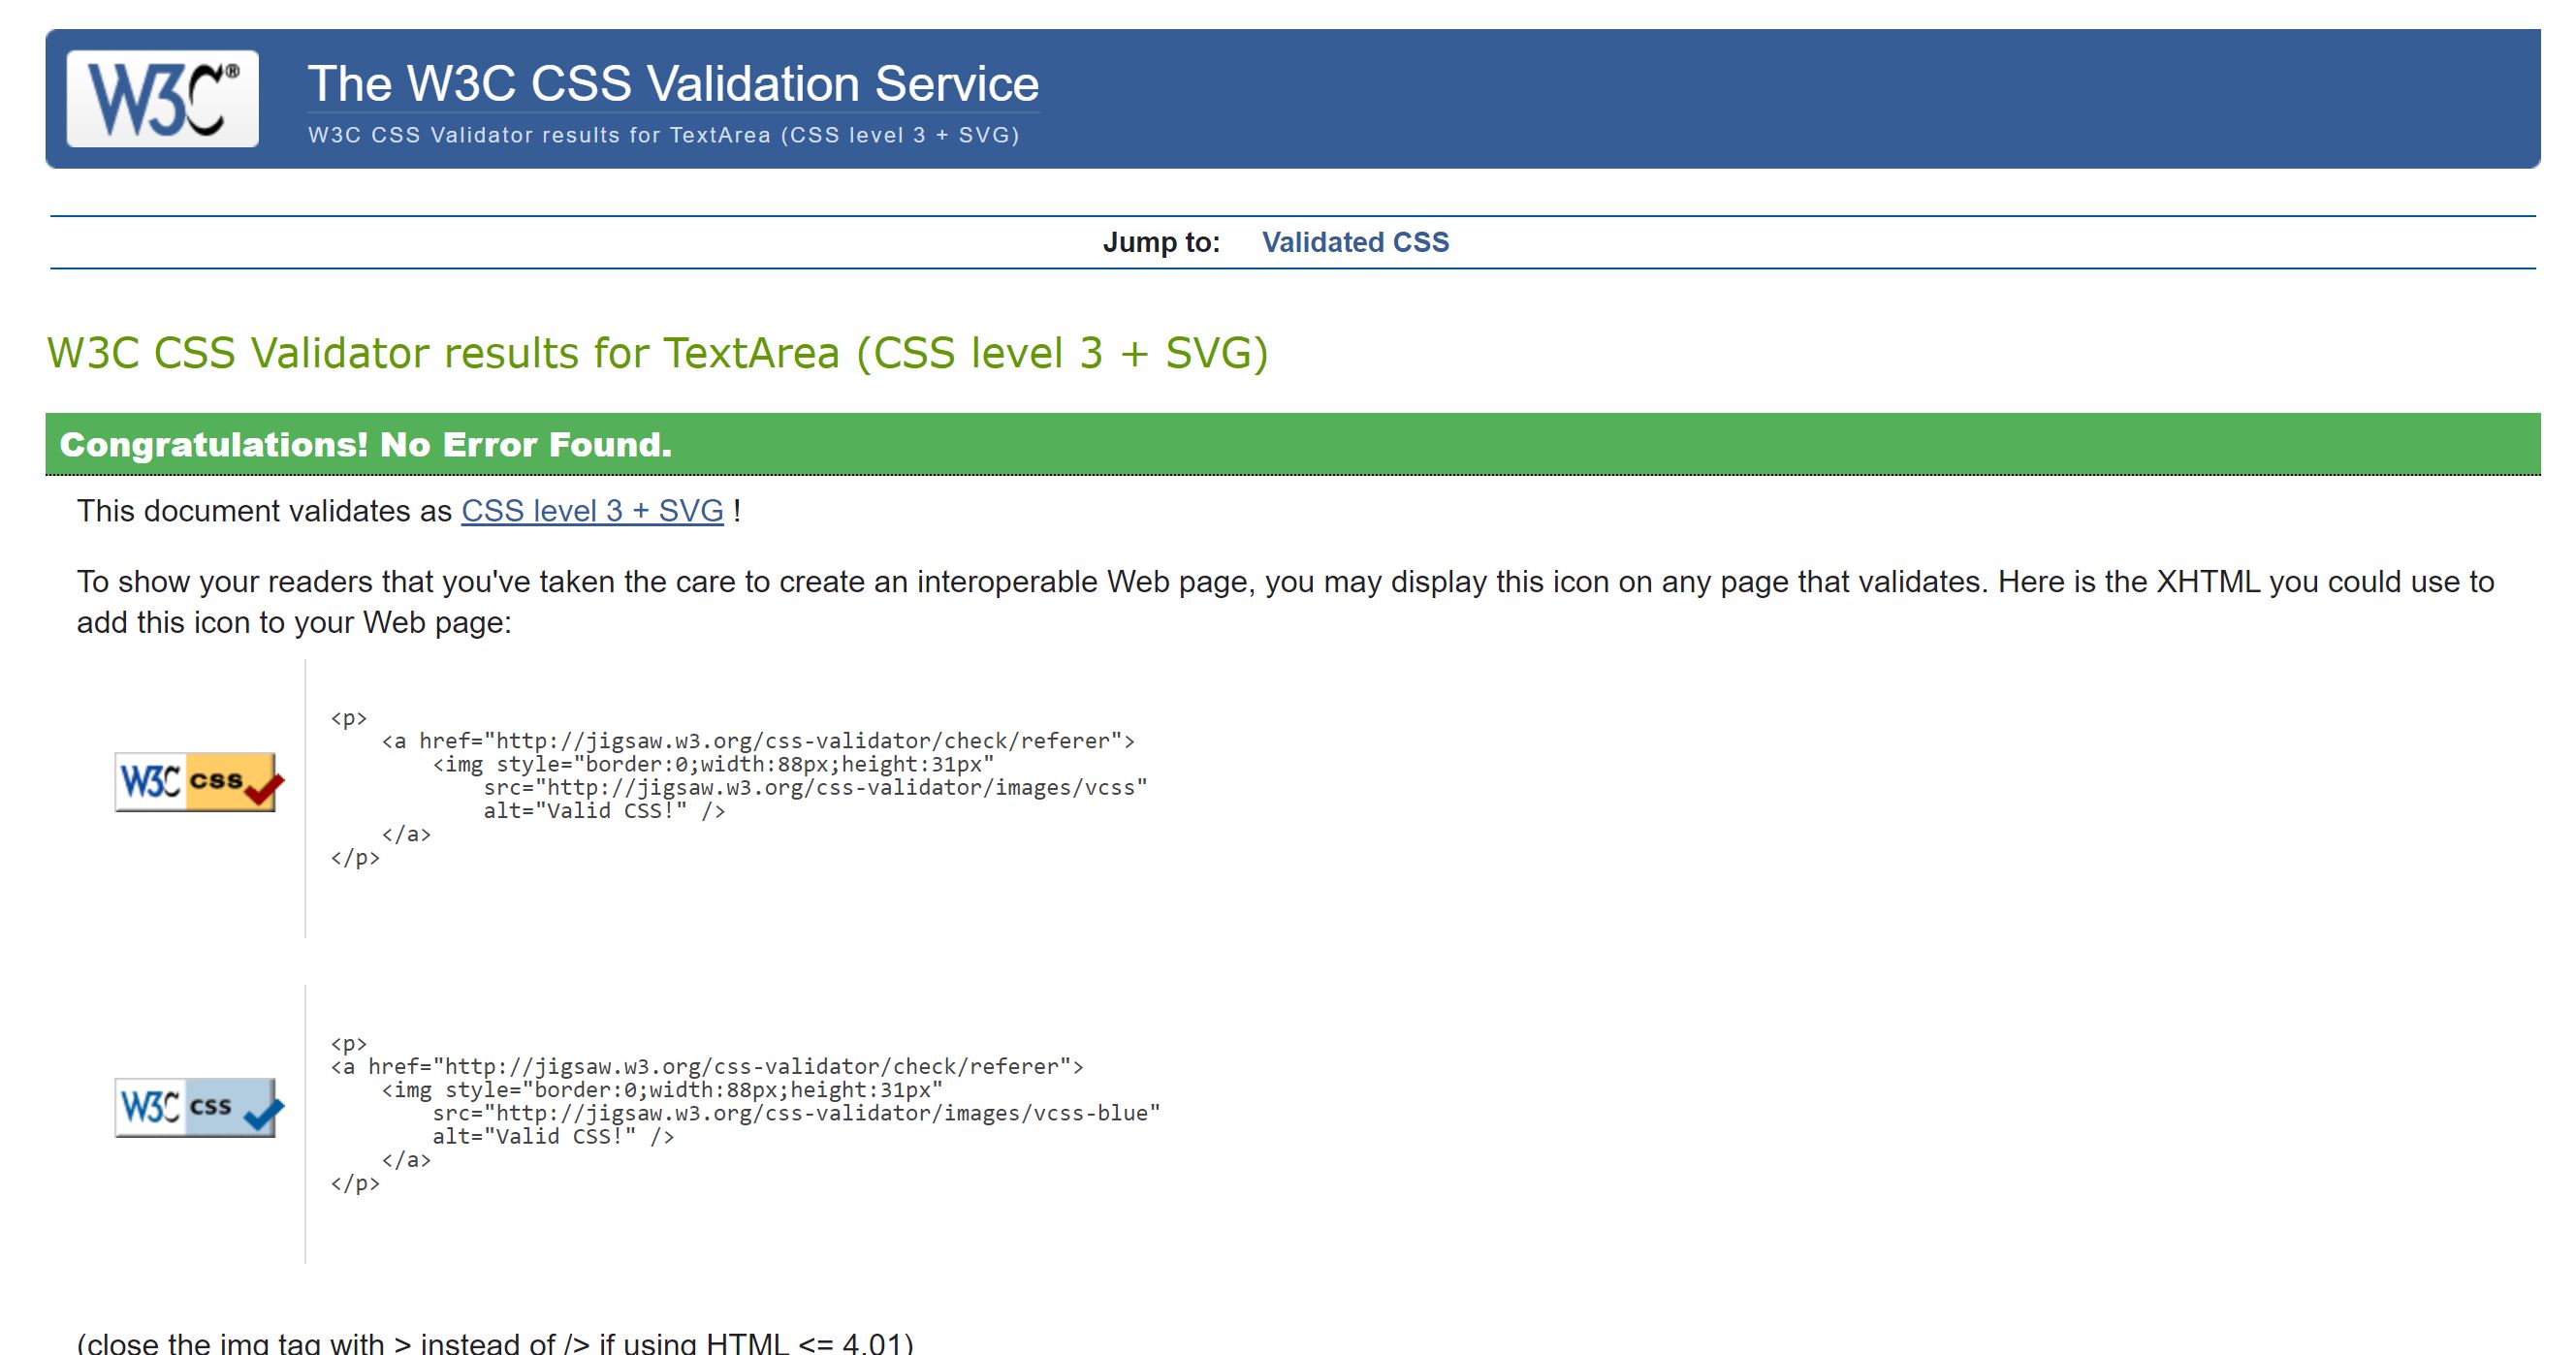 W3C®
The W3C CSS Validation Service
W3C CSS Validator results for TextArea (CSS level 3 + SVG)
Jump to: Validated CSS
W3C CSS Validator results for TextArea (CSS level 3 + SVG)
Congratulations! No Error Found.
This document validates as CSS level 3 + SVG !
To show your readers that you've taken the care to create an interoperable Web page, you may display this icon on any page that validates. Here is the XHTML you could use to
add this icon to your Web page:
<p>
<a href="http://jigsaw.w3.org/css-validator/check/referer">
<img style="border:0;width:88px;height:31px"
W3C css
src="http://jigsaw.w3.org/css-validator/images/vcss"
alt="Valid CSS!" />
</a>
</p>
<p>
<a href="http://jigsaw.w3.org/css-validator/check/referer">
<img style="border:0;width:88px;height:31px"
W3C css
src="http://jigsaw.w3.org/css-validator/images/vcss-blue"
alt="Valid CSS!" />
</a>
</p>
(close the img tag with > instead of /> if using HTML <= 4.01)